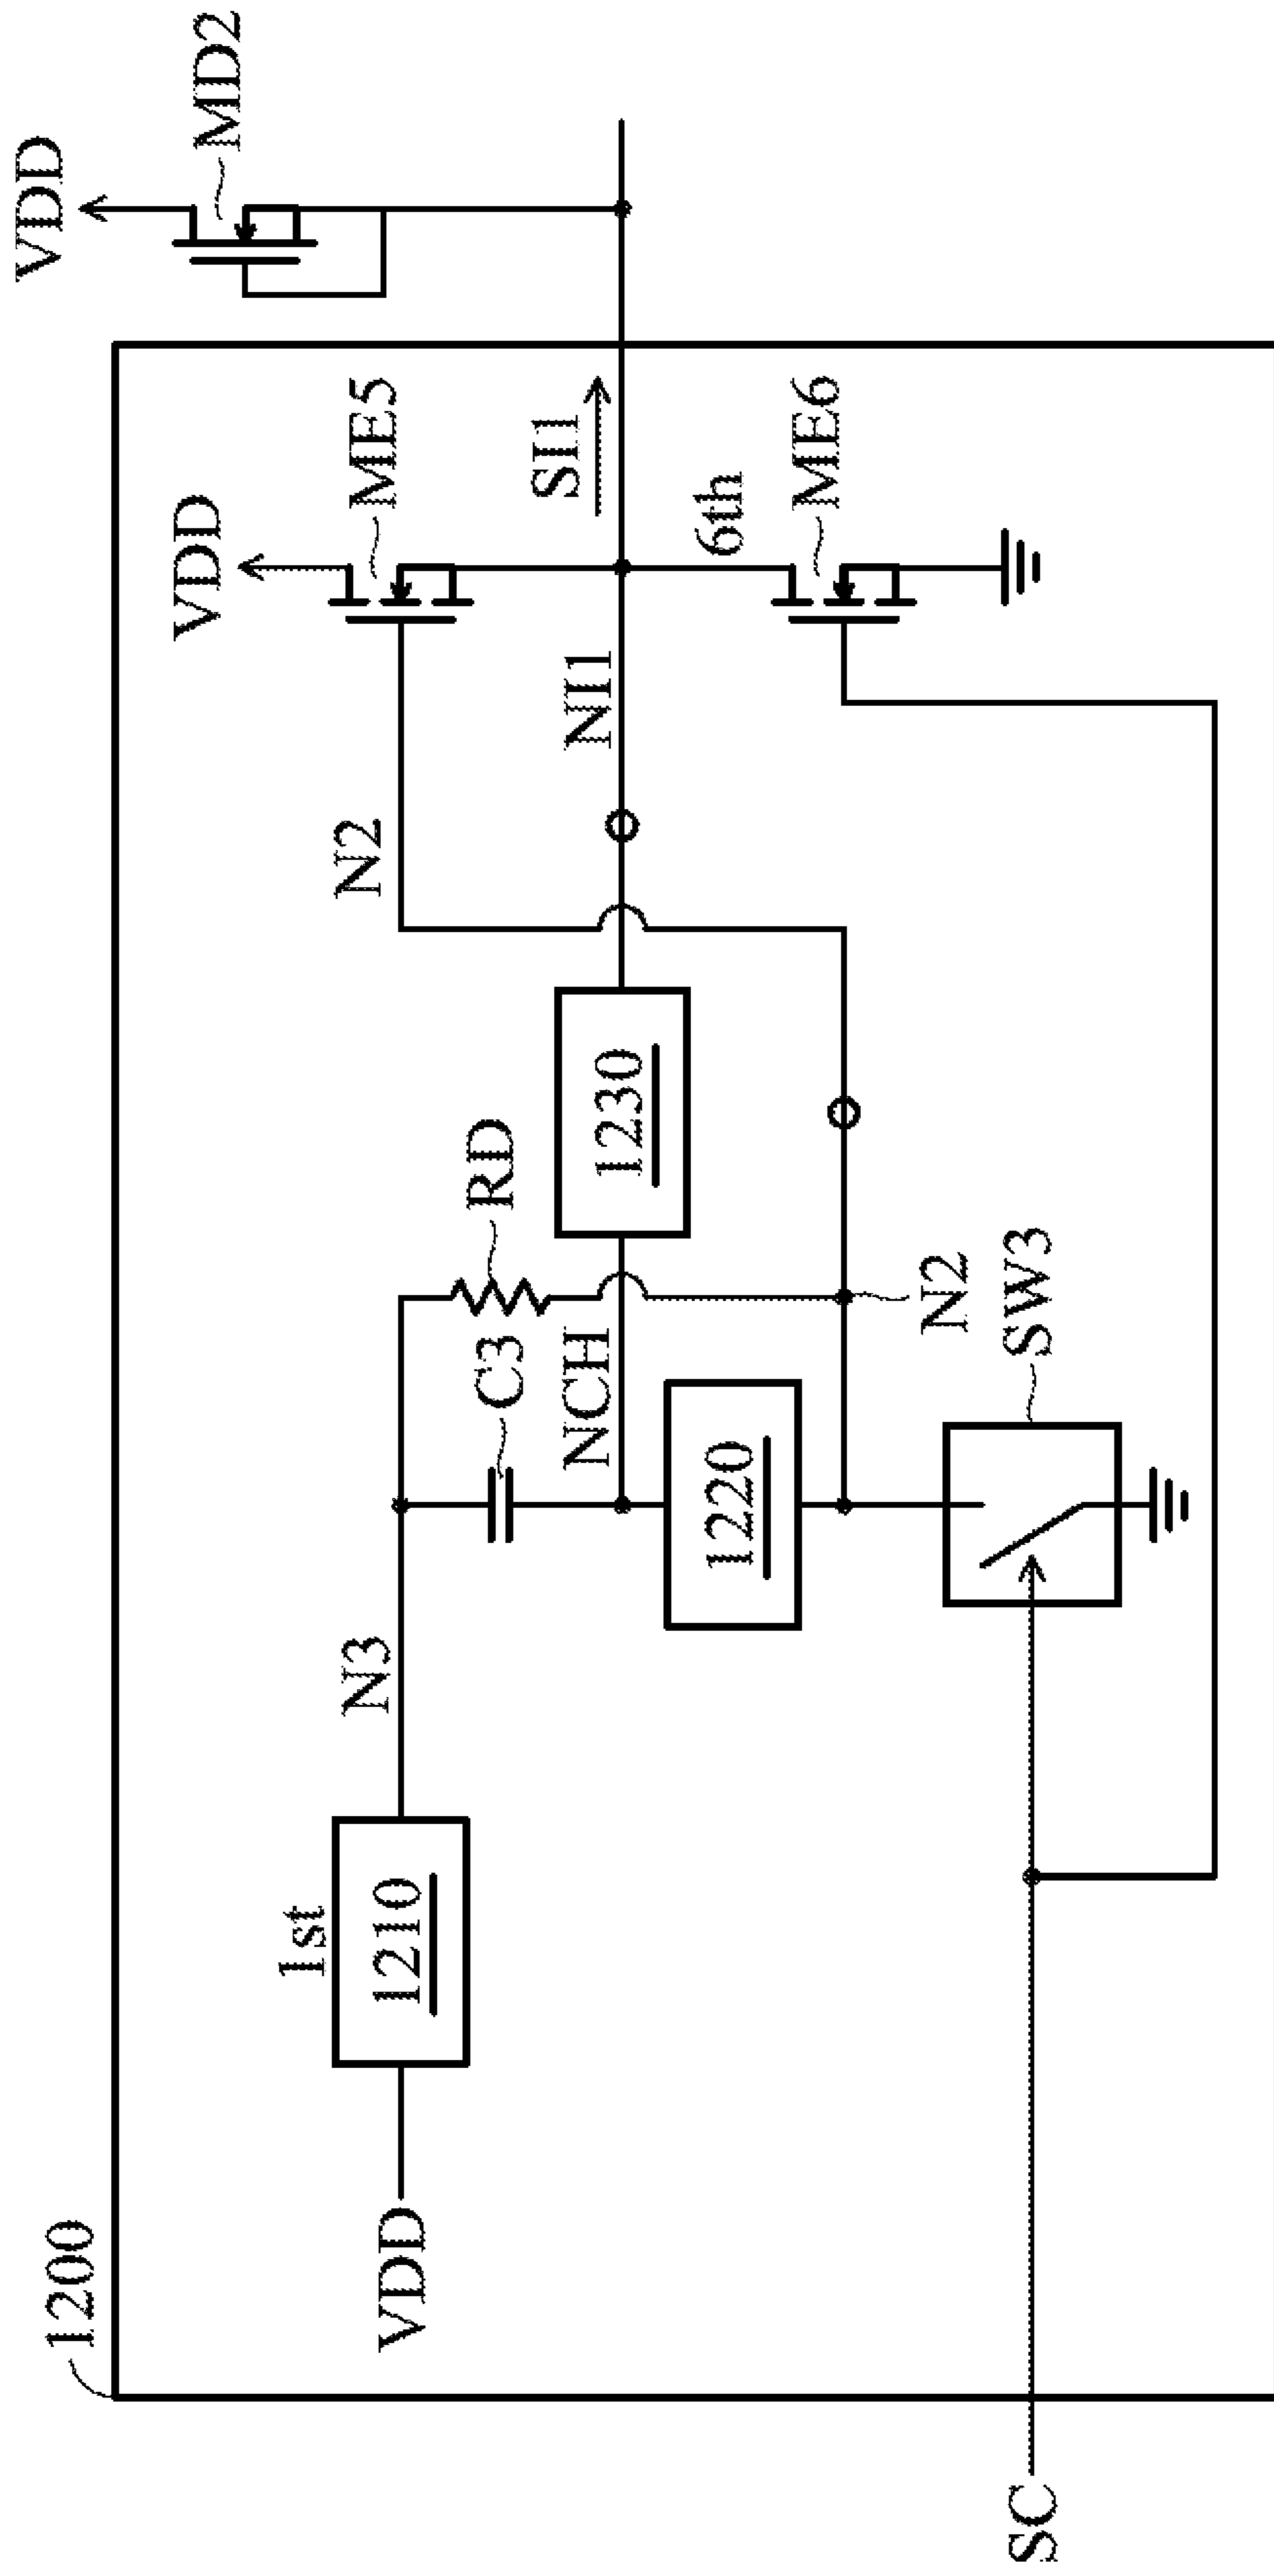 1200
VDD
MD2
VDD
ME5
SI1
1st
1210
N3
RD
C3
N2
VDD
NCH
1230
NI1
6th
1220
ME6
N2
SW3
SC